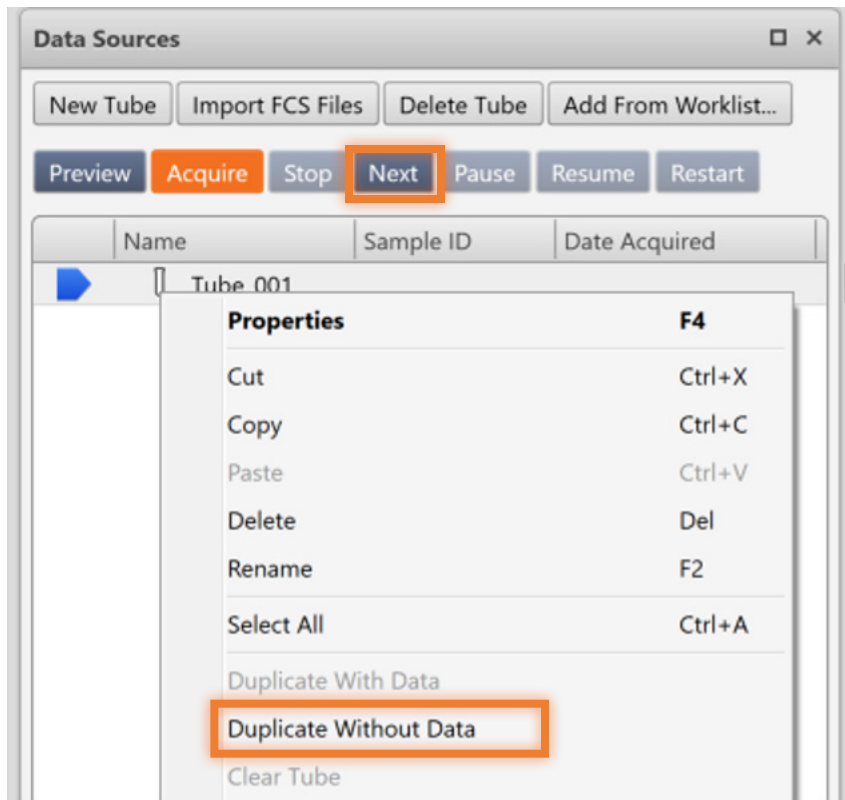 Data Sources
New Tube Import FCS Files Delete Tube Add From Worklist...
Preview Acquire Stop Next Pause Resume Restart
Name Sample ID Date Acquired
Tube_001
Properties F4
Cut Ctrl+X
Copy Ctrl+C
Paste Ctrl+V
Delete Del
Rename F2
Select All Ctrl+A
Duplicate With Data
Duplicate Without Data
Clear Tube